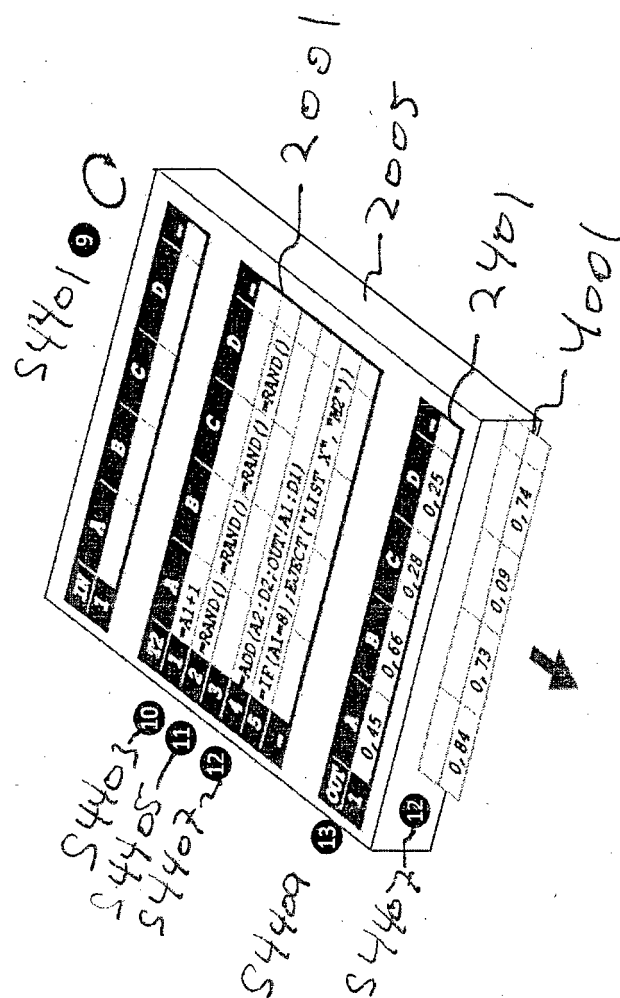 S4401 9
IN A B C D -
1
T2 A B C D -
1 =A1+1
2 =RAND() =RAND() =RAND() =RAND()
3
4 =ADD(A2:D2;OUT!A1:D1)
5 =IF(A1=8);EJECT("LIST X", "M2"))
-
OUT A B C D -
1 0,45 0,66 0,28 0,25
0,84 0,73 0,09 0,74
S4403 10
S4405 11
S4407 12
S4409 13
S4407 12
2001
2005
2401
4001